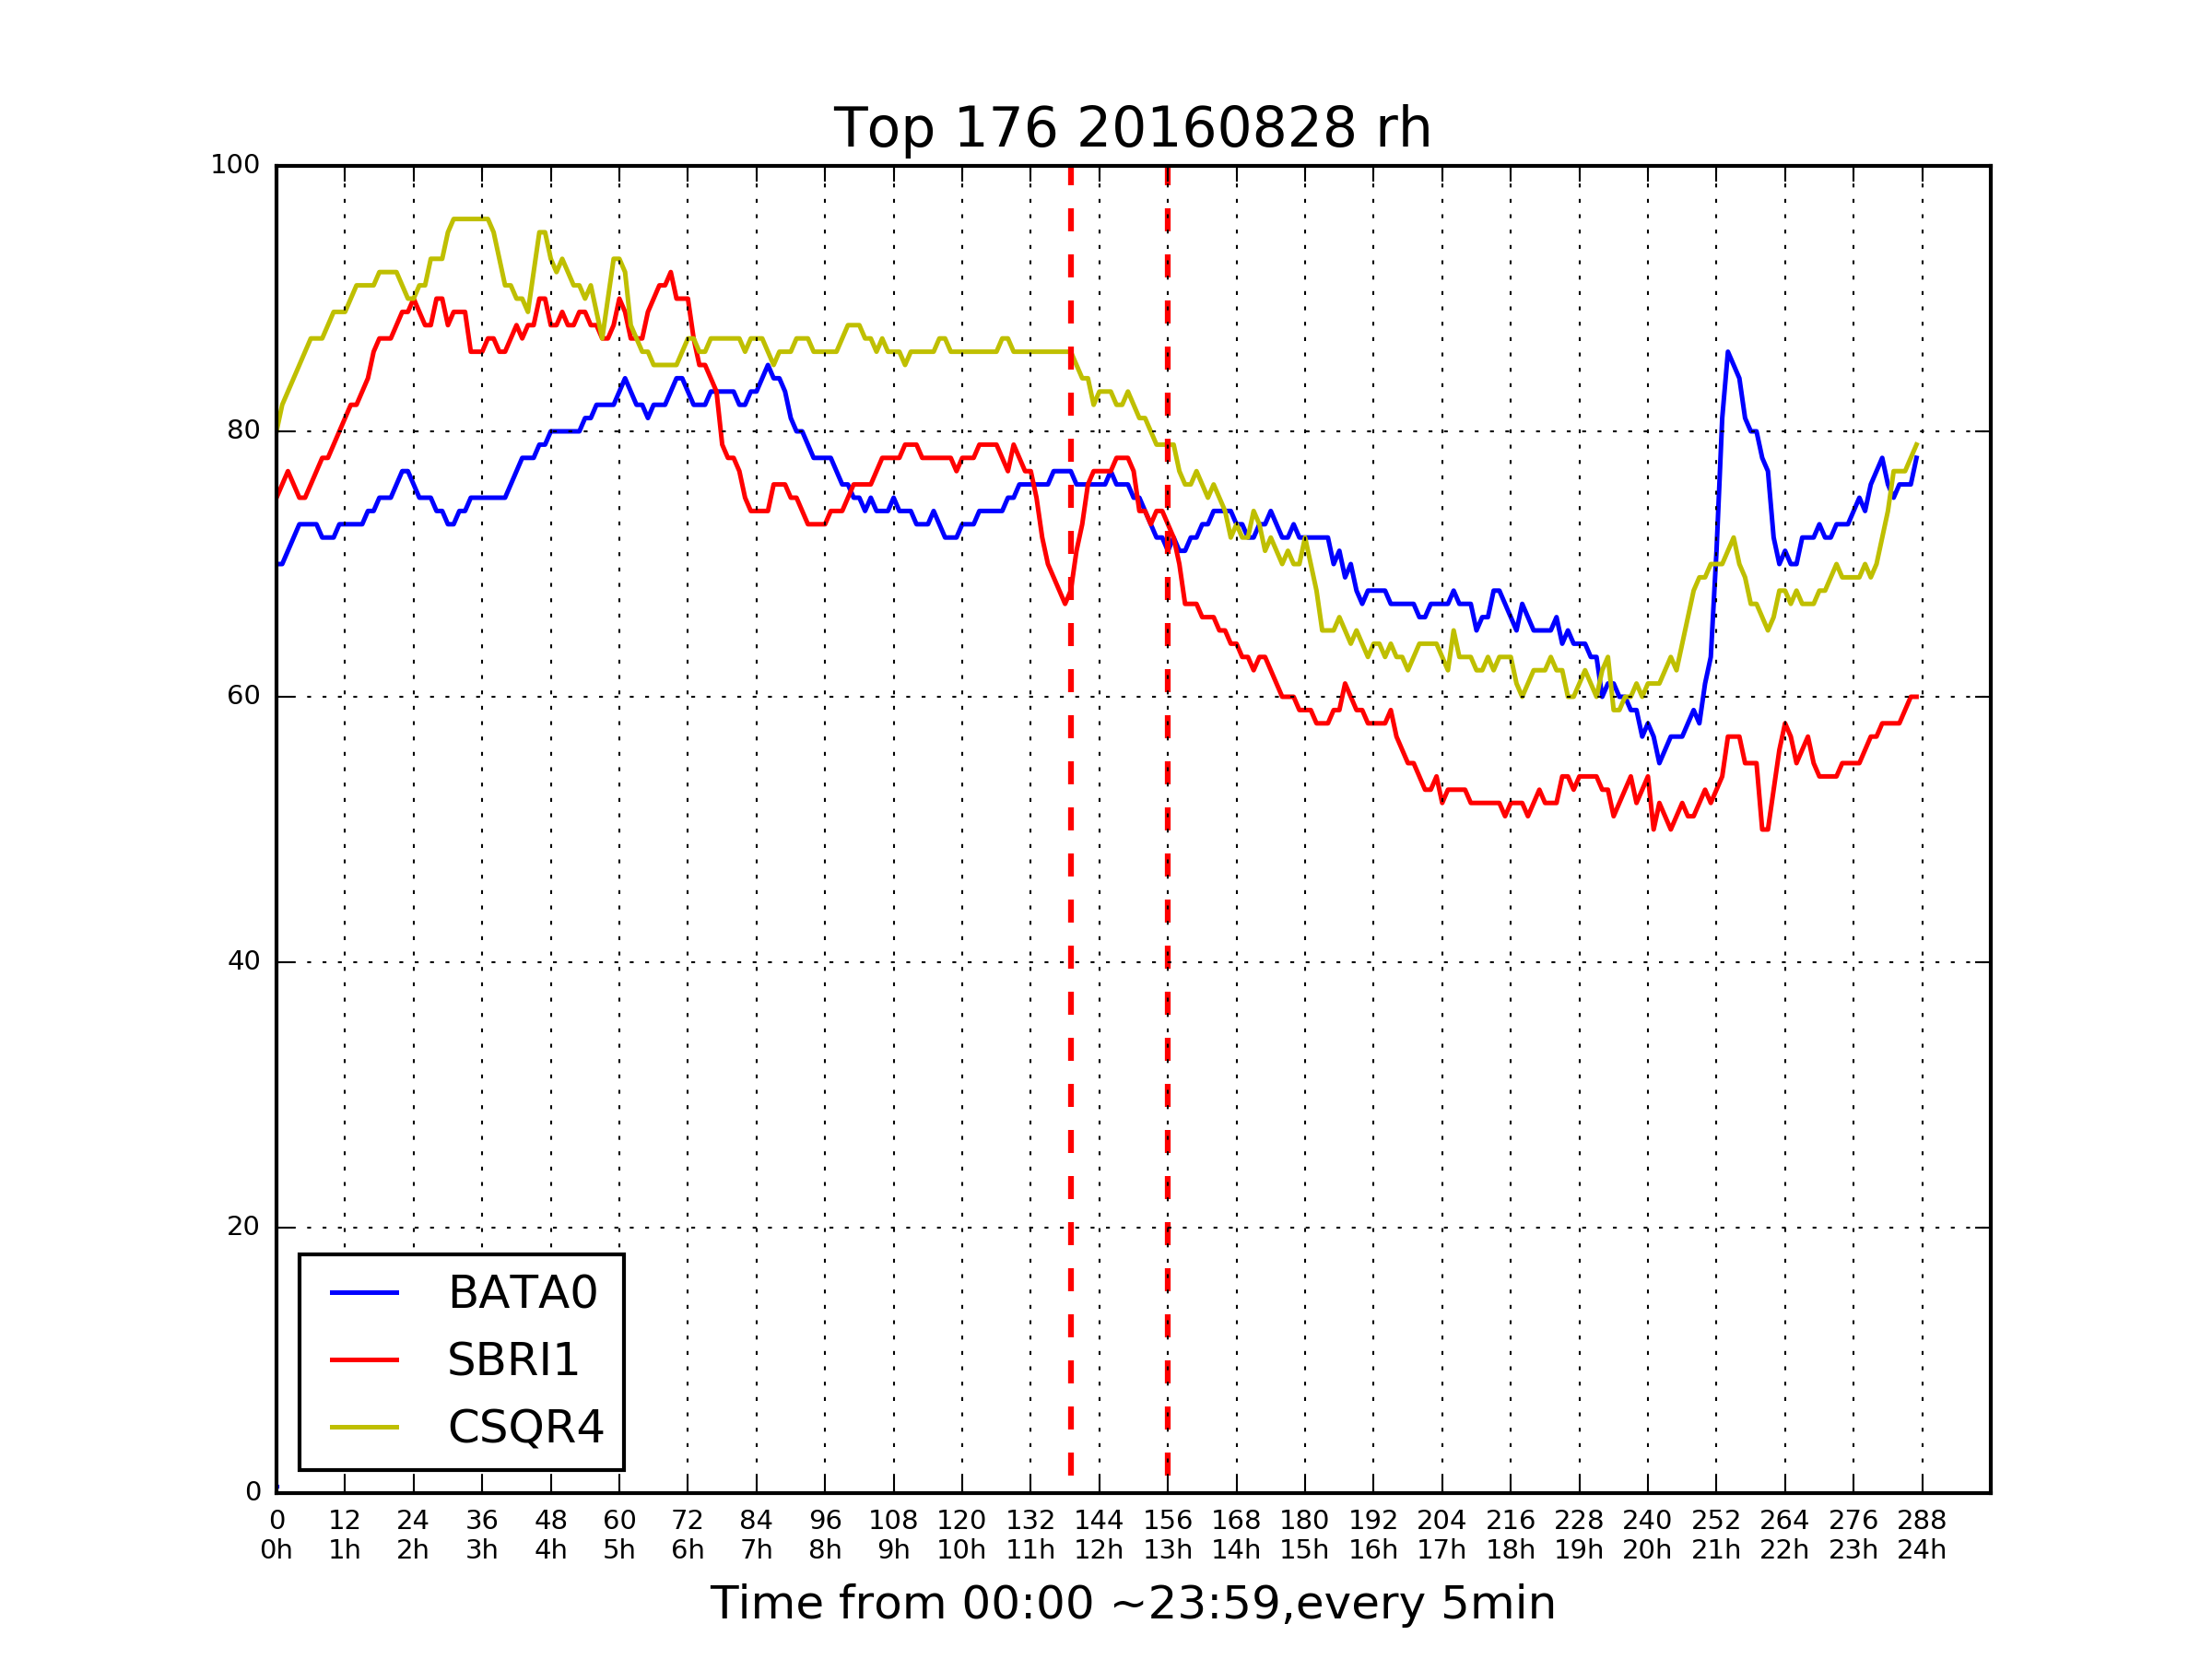 Top 176 20160828 rh
100
80
60
40
20
0
BATA0
SBRI1
CSQR4
0 12 24 36 48 60 72 84 96 108 120 132 144 156 168 180 192 204 216 228 240 252 264 276 288
0h 1h 2h 3h 4h 5h 6h 7h 8h 9h 10h 11h 12h 13h 14h 15h 16h 17h 18h 19h 20h 21h 22h 23h 24h
Time from 00:00 ~23:59,every 5min